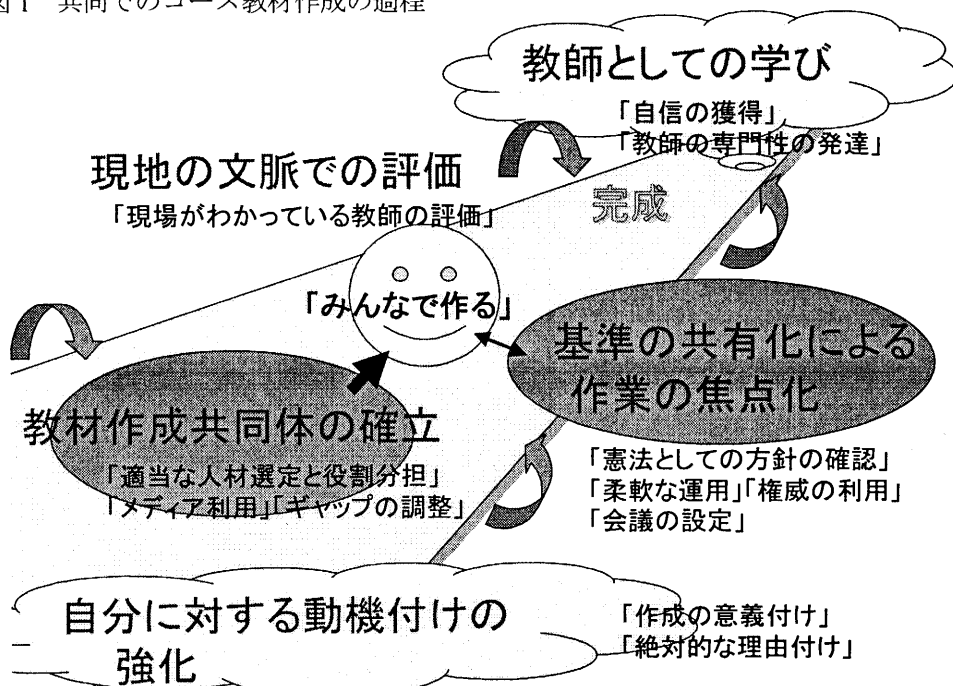 図1 共同でのコース教材作成の過程
教師としての学び
「自信の獲得」
「教師の専門性の発達」
現地の文脈での評価
「現場がわかっている教師の評価」
完成
「みんなで作る」
基準の共有化による
作業の焦点化
教材作成共同体の確立
「適当な人材選定と役割分担」
「メディア利用」「ギャップの調整」
「憲法としての方針の確認」
「柔軟な運用」「権威の利用」
「会議の設定」
自分に対する動機付けの
強化
「作成の意義付け」
「絶対的な理由付け」